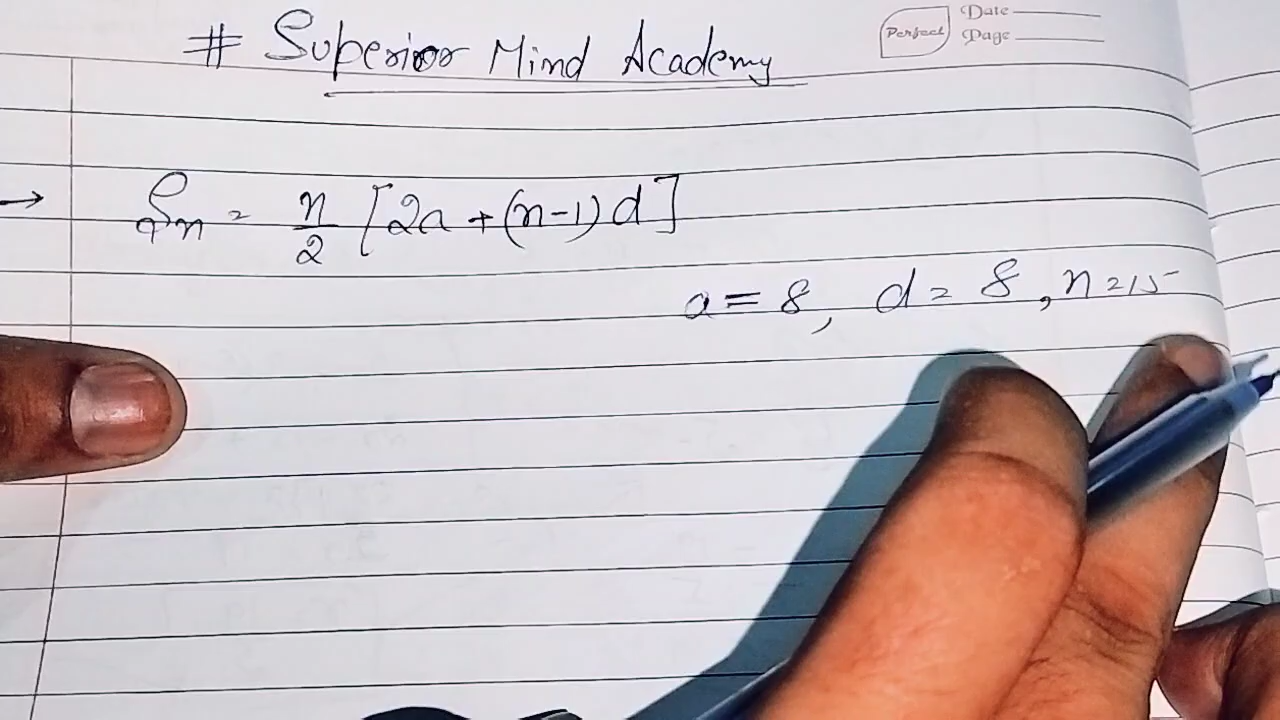 # Superior Mind Academy
Perfect
Date
Page
→ Sn = n/2 [2a + (n-1) d]
a = 8, d = 8, n = 15